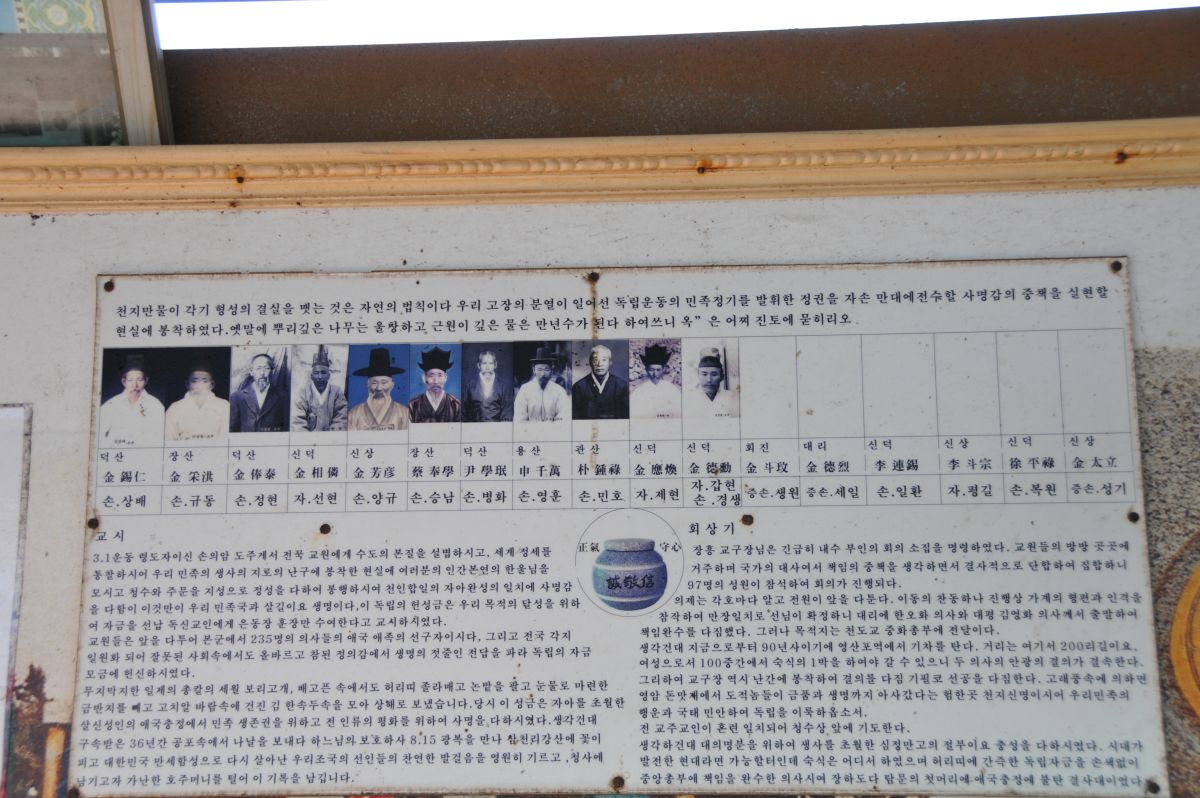 천지만물이 각기 형성의 결실을 맺는 것은 자연의 법칙이다 우리 고장의 분열이 일어선 독립운동의 민족정기를 발휘한 정권을 자손 만대에전수할 사명감의 중책을 실현할
현실에 봉착하였다.옛말에 뿌리깊은 나무는 울창하고 근원이 깊은 물은 만년수가 된다 하여쓰니 옥" 은 어찌 진토에 묻히리오
덕산 장산 덕산 신덕 신상 장산 덕산 용산 관산 신덕 신덕 회진 대리 신덕 신상 신덕 신상
金錫仁 金采洪 金俸泰 金相僯 金芳彦 蔡奉學 尹學珉 申千萬 朴鍾祿 金應煥 金德勳 金斗玟 金德烈 李連錫 李斗宗 徐平祿 金太立
손.상배 손.규동 손.정현 자.선현 손.양규 손.승남 손.병화 손.영훈 손.민호 자.제현 자.갑현 손.경생 증손.생원 증손.세일 손.일환 자.평길 손.복원 증손.성기
교시
3.1운동 령도자이신 손의암 도주게서 전꾹 교원에게 수도의 본질을 설법하시고, 세계 정세를
통찰하시어 우리 민족의 생사의 지로의 난구에 봉착한 현실에 여러분의 인간본연의 한울님을
모시고 청수와 주문을 지성으로 정성을 다하여 봉행하시여 천인합일의 자아완성의 일치에 사명감
을 다함이 이것만이 우리 민족국과 살길이요 생명이다.이 독립의 헌성금은 우리 목적의 달성을 위하
여 자금을 선납 독신교인에게 은동장 훈장만 수여한다고 교시하시였다.
교원들은 앞을 다투어 본군에서 235명의 의사들의 애국 애족의 선구자이시다. 그리고 전국 각지
일원화 되어 잘못된 사회속에서도 올바르고 참된 정의감에서 생명의 젓줄인 전답을 파라 독립의 자금
모금에 헌신하시였다.
무지막지한 일제의 총칼의 세월 보리고개, 배고픈 속에서도 허리띠 졸라매고 논밭을 팔고 눈물로 마련한
금반지를 빼고 고치알 바람속에 건진 김 한속두속을 모아 상해로 보냈습니다.당시 이 성금은 자아를 초월한
살신성인의 애국충정에서 민족 생존권을 위하고 전 인류의 평화를 위하여 사명을 다하시였다.생각건대
구속받은 36년간 공포속에서 나날을 보내다 하느님의 보호하사 8.15 광복을 만나 삼천리강산에 꽃이
피고 대한민국 만세함성으로 다시 살아난 우리조국의 선인들의 찬연한 발걸음을 영원히 기르고 ,청사에
남기고자 가난한 호주머니를 털어 이 기록을 남깁니다.
正氣 守心
誠敬信
회상기
장흥 교구장님은 긴급히 내수 부인의 회의 소집을 명령하였다. 교원들의 방방 곳곳에
거주하며 국가의 대사여서 책임의 중책을 생각하면서 결사적으로 단합하여 집합하니
97명의 성원이 참석하여 회의가 진행되다.
의제는 각호마다 알고 전원이 앞을 다툰다. 이동의 찬동하나 진행상 가계의 형편과 인격을
참작하여 만장일치로 선님이 확정하니 대리에 한오화 의사와 대평 김영화 의사께서 출발하여
책임완수를 다짐했다. 그러나 목적지는 천도교 중화총부에 전달이다.
생각건대 지금으로부터 90년사이기에 영산포역에서 기차를 탄다. 거리는 여기서 200리길이요.
여성으로서 100중간에서 숙식의 1박을 하여야 갈 수 있으니 두 의사의 안광의 결의가 결속한다.
그리하여 교구장 역시 난간에 봉착하여 결의를 다짐 기필로 선공을 다짐한다. 고래풍속에 의하면
영암 돈맛재에서 도적놈들이 금품과 생명까지 아사갔다는 험한곳 천지신명이시여 우리민족의
행운과 국태 민안하여 독립을 이룩하옵소서.
전 교주교인이 혼련 일치되어 청수상 앞에 기도한다.
생각하건대 대의명분을 위하여 생사를 초월한 심정만고의 절부이요 충성을 다하시였다. 시대가
발전한 현대라면 가능할터인데 숙식은 어디서 하였으며 허리띠에 간족한 독립자금을 손색없이
중앙총부에 책임을 완수한 의사시여 장하도다 탐문의 첫머리에 애국충정에 불탄 결사대이였다